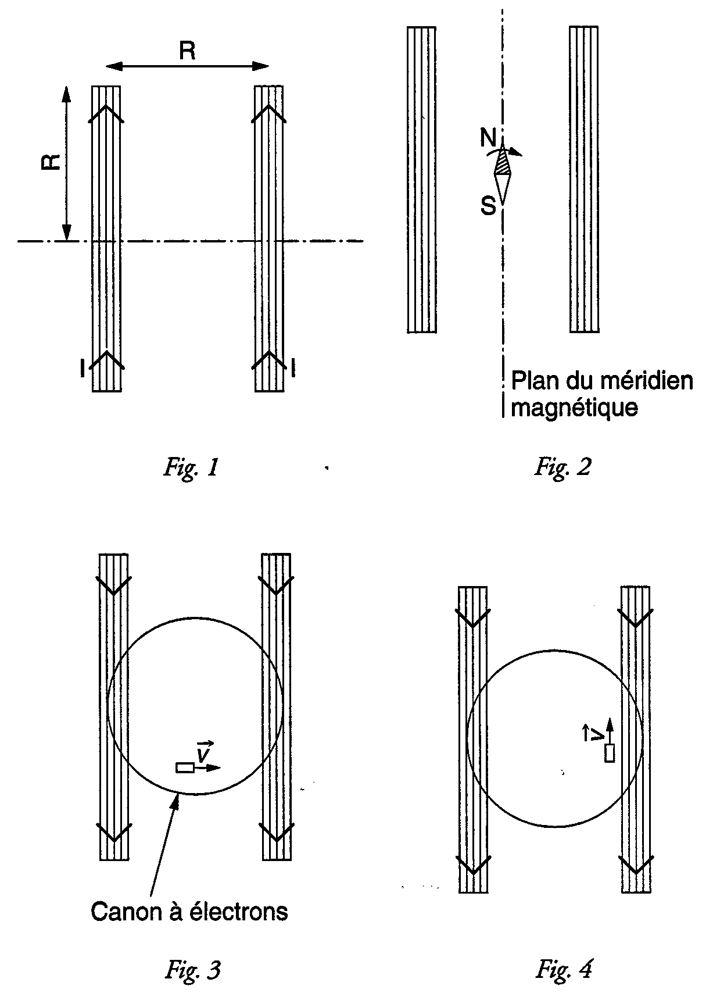 R
R
I
I
N
S
Plan du méridien
magnétique
Fig. 1
Fig. 2
v
v
Canon à électrons
Fig. 3
Fig. 4